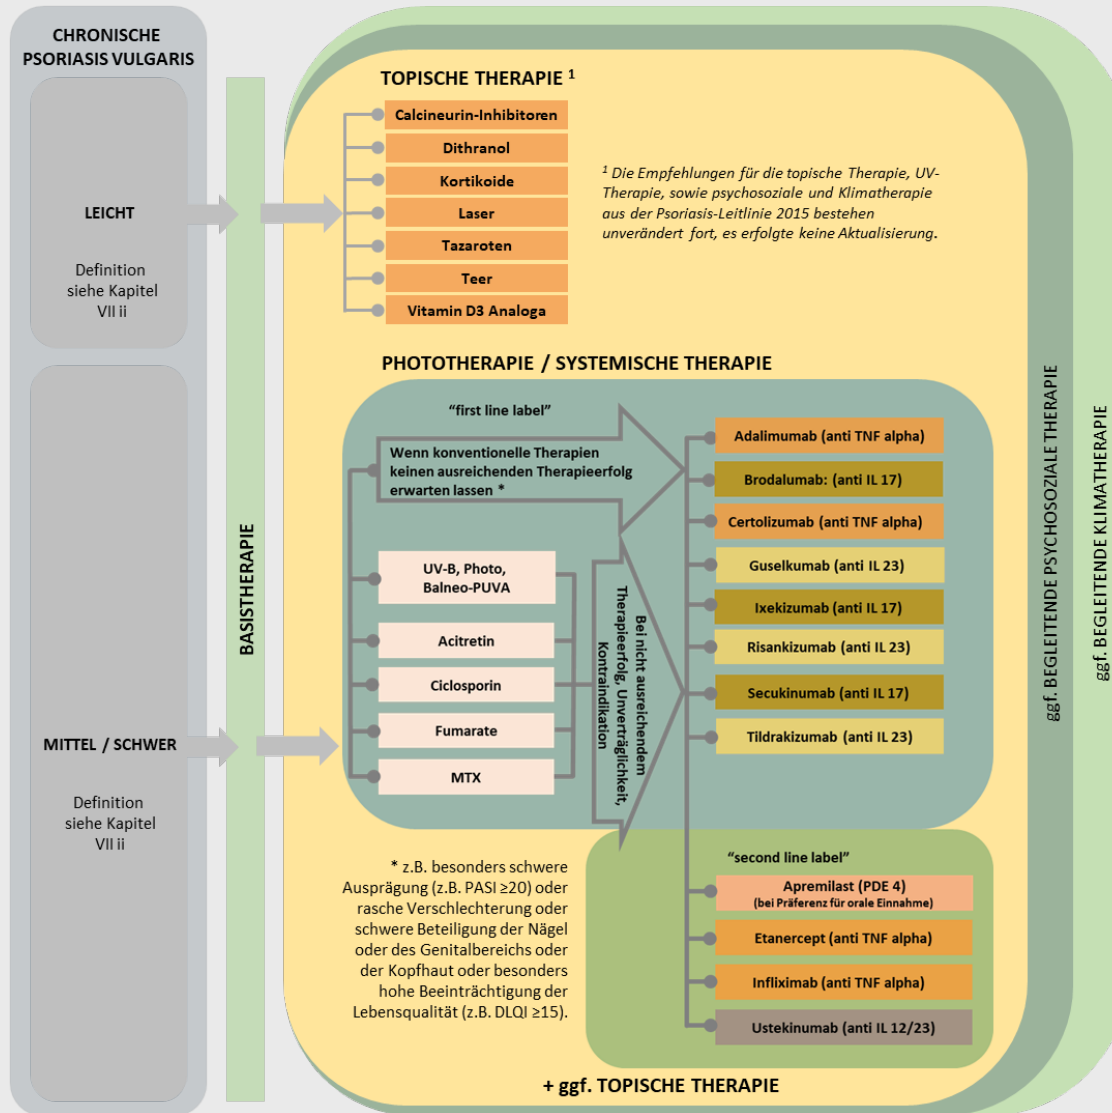 CHRONISCHE
PSORIASIS VULGARIS
LEICHT
Definition
siehe Kapitel
VII ii
MITTEL / SCHWER
Definition
siehe Kapitel
VII ii
BASISTHERAPIE
TOPISCHE THERAPIE 1
Calcineurin-Inhibitoren
Dithranol
Kortikoide
Laser
Tazaroten
Teer
Vitamin D3 Analoga
1 Die Empfehlungen für die topische Therapie, UV-
Therapie, sowie psychosoziale und Klimatherapie
aus der Psoriasis-Leitlinie 2015 bestehen
unverändert fort, es erfolgte keine Aktualisierung.
PHOTOTHERAPIE / SYSTEMISCHE THERAPIE
"first line label"
Wenn konventionelle Therapien
keinen ausreichenden Therapieerfolg
erwarten lassen *
UV-B, Photo,
Balneo-PUVA
Acitretin
Ciclosporin
Fumarate
MTX
Bei nicht ausreichendem
Therapieerfolg, Unverträglichkeit,
Kontraindikation
Adalimumab (anti TNF alpha)
Brodalumab: (anti IL 17)
Certolizumab (anti TNF alpha)
Guselkumab (anti IL 23)
Ixekizumab (anti IL 17)
Risankizumab (anti IL 23)
Secukinumab (anti IL 17)
Tildrakizumab (anti IL 23)
* z.B. besonders schwere
Ausprägung (z.B. PASI ≥20) oder
rasche Verschlechterung oder
schwere Beteiligung der Nägel
oder des Genitalbereichs oder
der Kopfhaut oder besonders
hohe Beeinträchtigung der
Lebensqualität (z.B. DLQI ≥15).
"second line label"
Apremilast (PDE 4)
(bei Präferenz für orale Einnahme)
Etanercept (anti TNF alpha)
Infliximab (anti TNF alpha)
Ustekinumab (anti IL 12/23)
+ ggf. TOPISCHE THERAPIE
ggf. BEGLEITENDE PSYCHOSOZIALE THERAPIE
ggf. BEGLEITENDE KLIMATHERAPIE